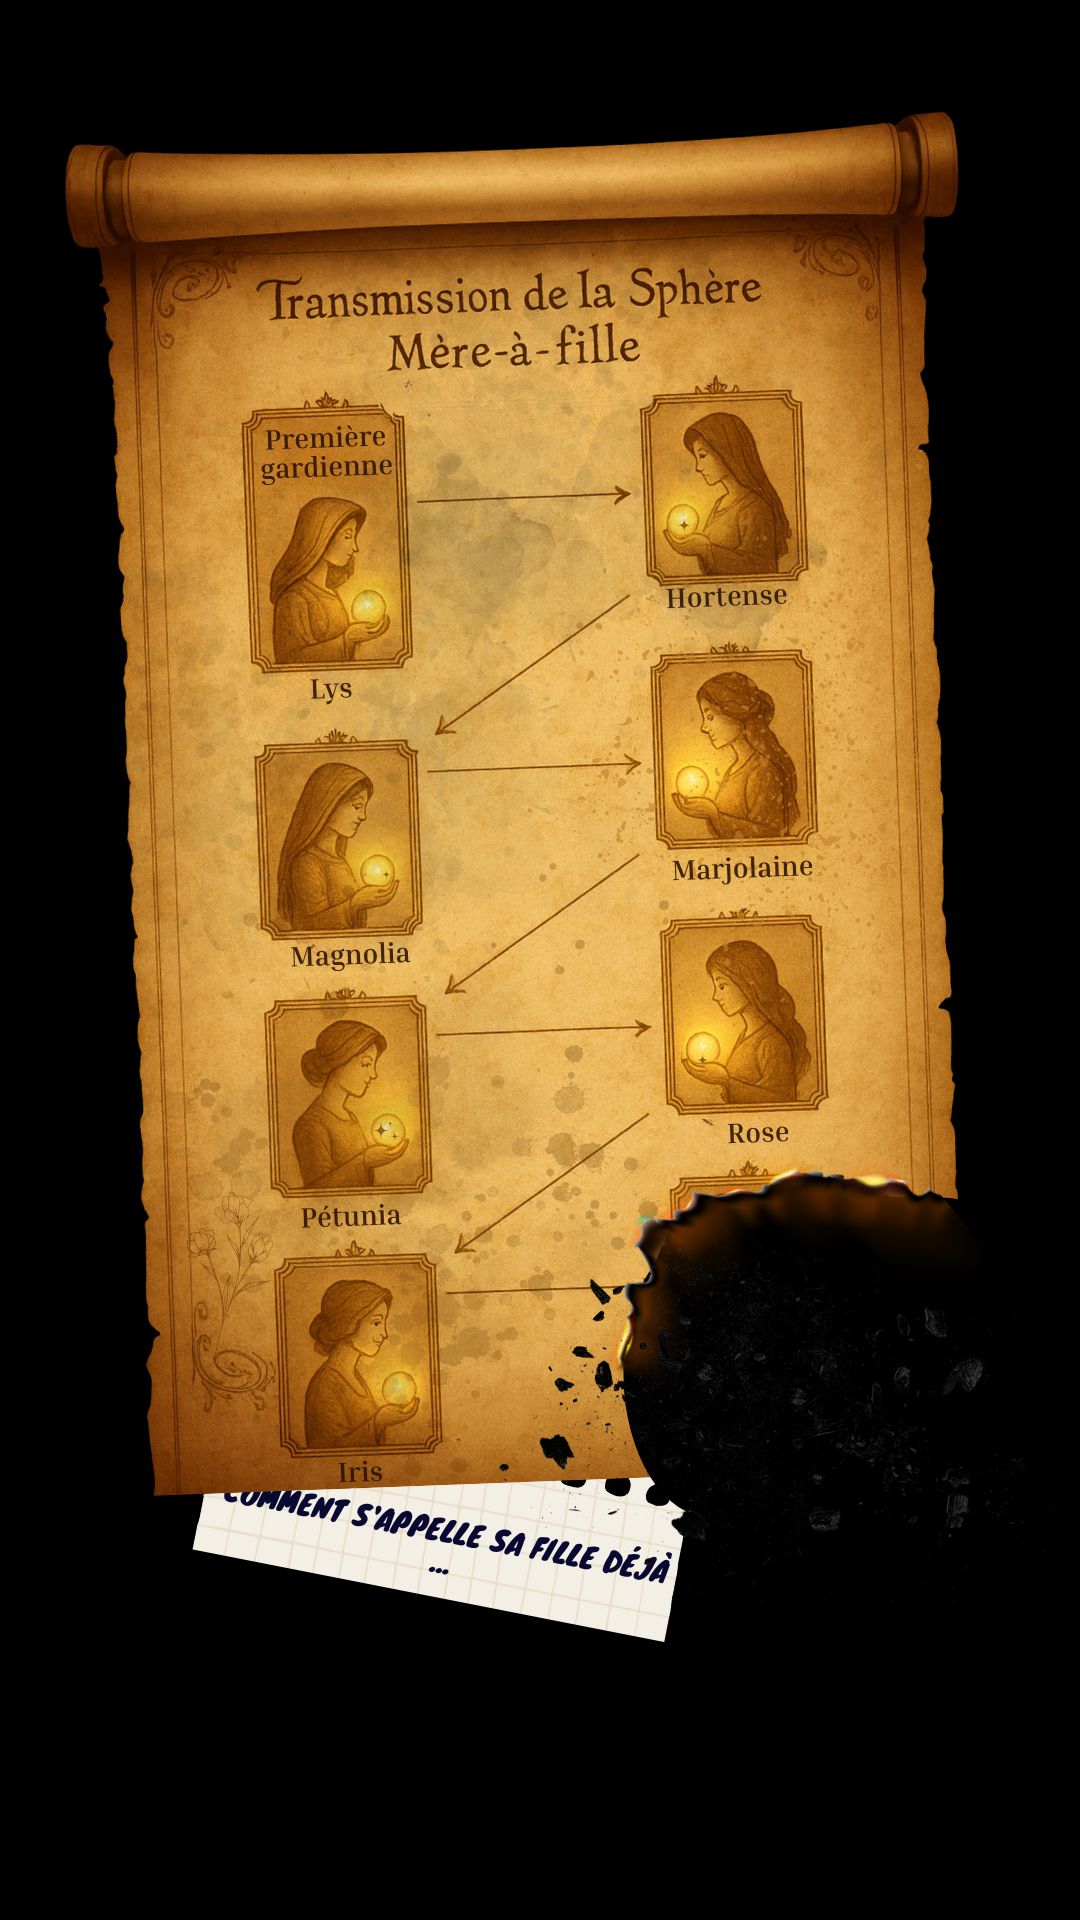 Transmission de la Sphère
Mère-à-fille
Première
gardienne
Lys
Hortense
Magnolia
Marjolaine
Pétunia
Rose
Iris
COMMENT S'APPELLE SA FILLE DÉJÀ
...